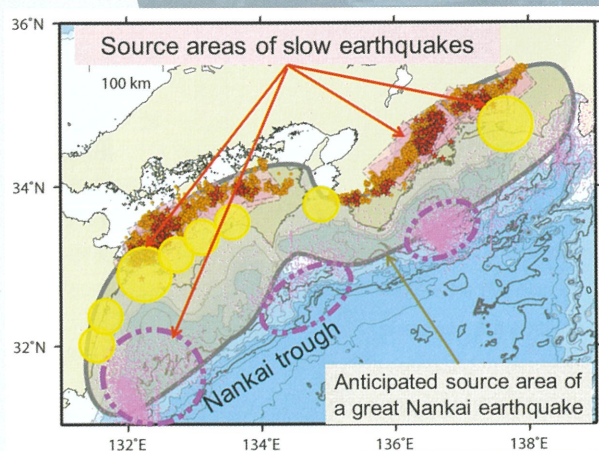 36°N
Source areas of slow earthquakes
100 km
34°N
32°N
Nankai trough
Anticipated source area of
a great Nankai earthquake
132°E
134°E
136°E
138°E